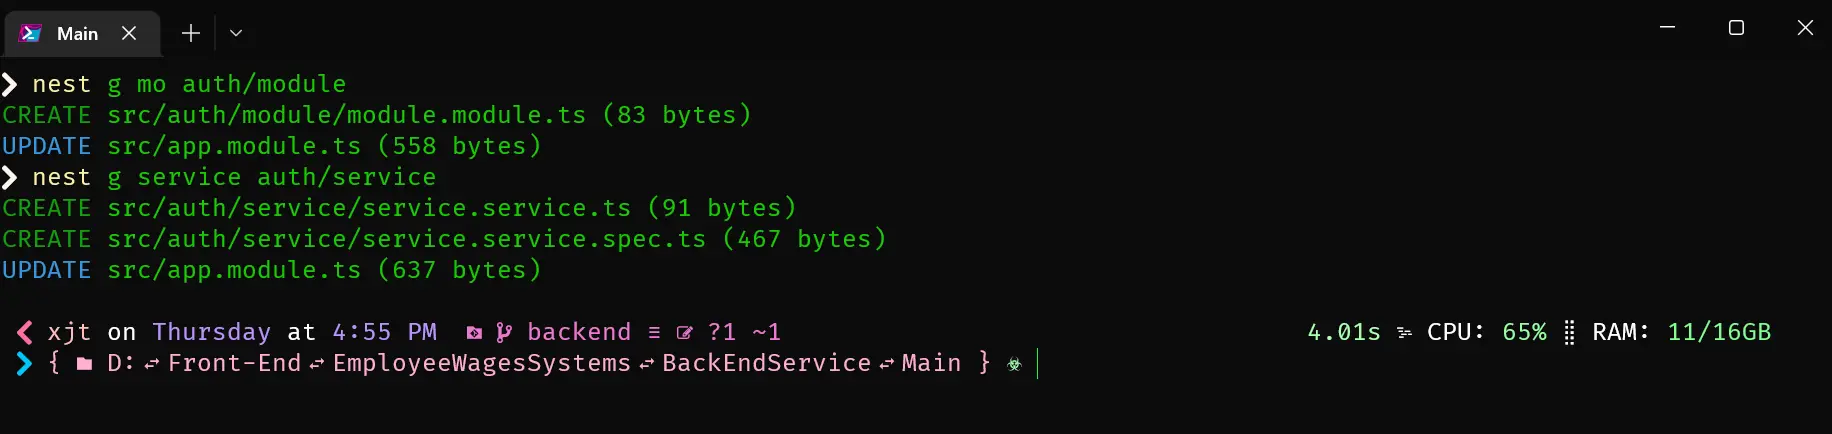 Main
nest g mo auth/module
CREATE src/auth/module/module.module.ts (83 bytes)
UPDATE src/app.module.ts (558 bytes)
nest g service auth/service
CREATE src/auth/service/service.service.ts (91 bytes)
CREATE src/auth/service/service.service.spec.ts (467 bytes)
UPDATE src/app.module.ts (637 bytes)
xjt on Thursday at 4:55 PM backend ≡ ?1 ~1 4.01s CPU: 65% RAM: 11/16GB
{ D: Front-End EmployeeWagesSystems BackEndService Main } ☣